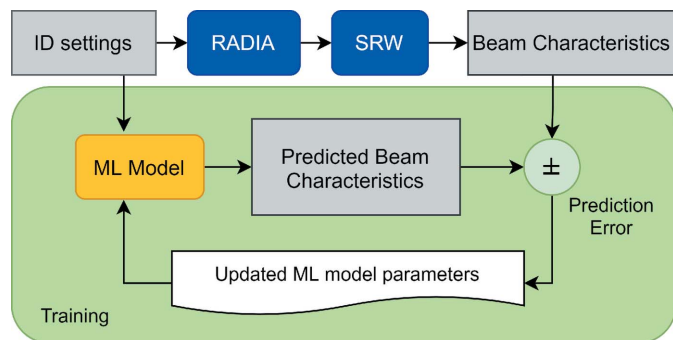 ID settings
RADIA
SRW
Beam Characteristics
ML Model
Predicted Beam
Characteristics
±
Prediction
Error
Updated ML model parameters
Training